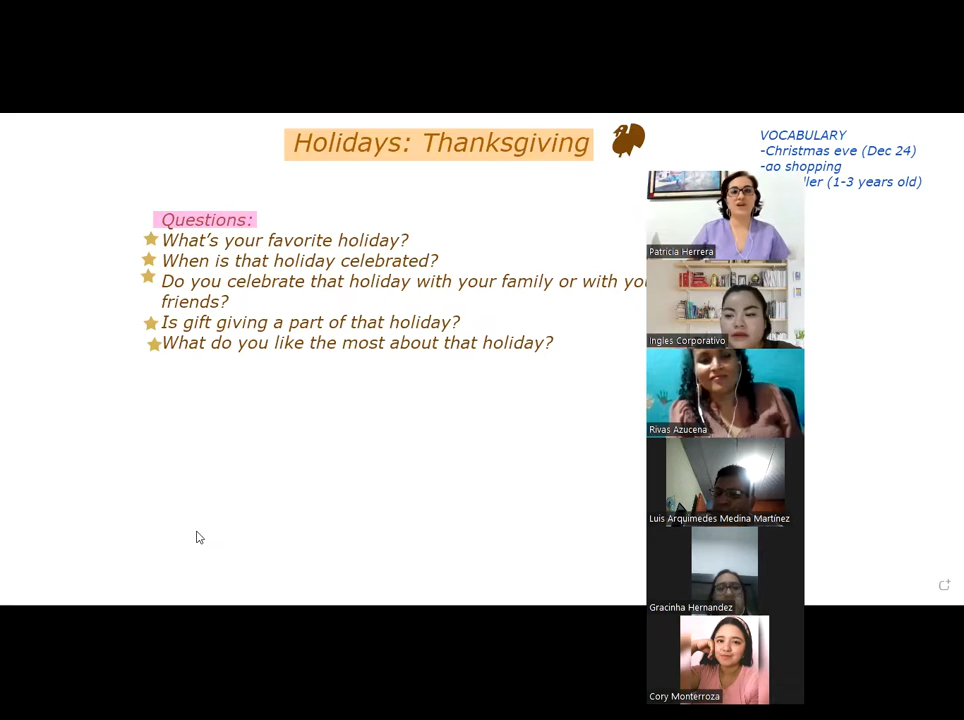 Holidays: Thanksgiving
VOCABULARY
-Christmas eve (Dec 24)
-go shopping
(1-3 years old)
Questions:
What's your favorite holiday?
When is that holiday celebrated?
Do you celebrate that holiday with your family or with
friends?
Is gift giving a part of that holiday?
What do you like the most about that holiday?
Patricia Herrera
Ingles Corporativo
Rivas Azucena
Luis Arquimedes Medina Martínez
Gracinha Hernandez
Cory Monterroza